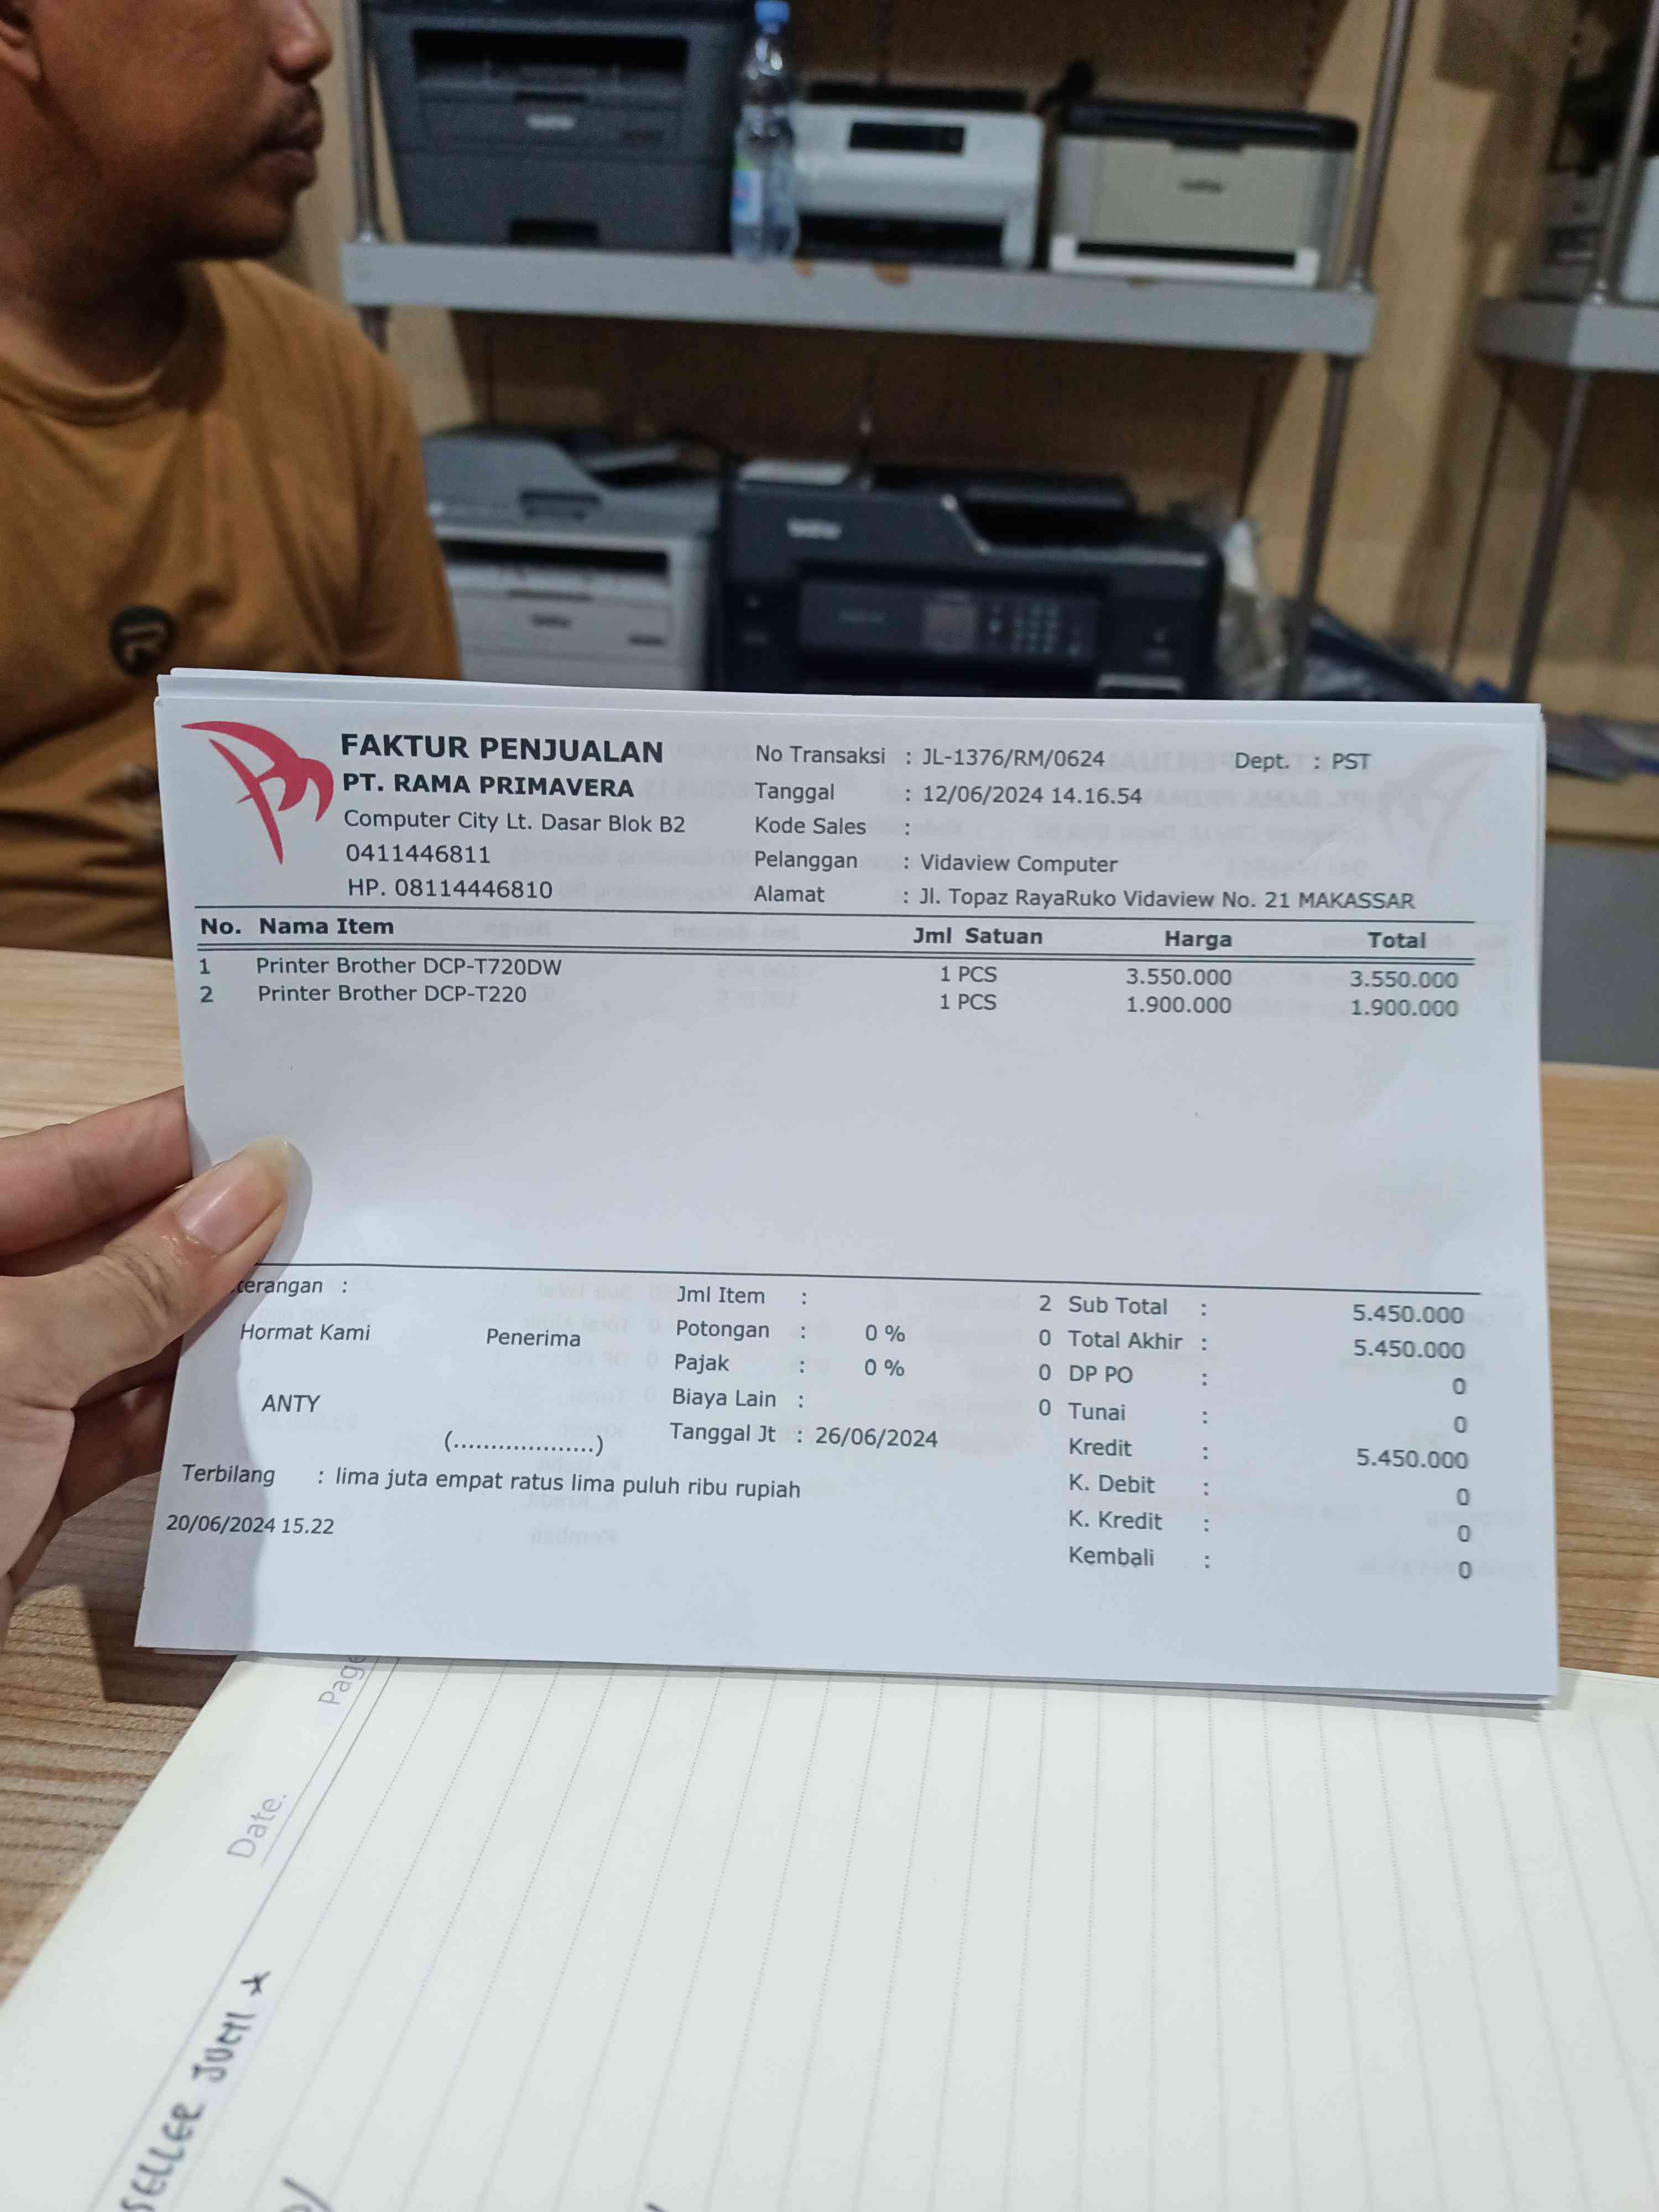 FAKTUR PENJUALAN
PT. RAMA PRIMAVERA
Computer City Lt. Dasar Blok B2
0411446811
HP. 08114446810
No Transaksi : JL-1376/RM/0624 Dept. : PST
Tanggal : 12/06/2024 14.16.54
Kode Sales :
Pelanggan : Vidaview Computer
Alamat : Jl. Topaz RayaRuko Vidaview No. 21 MAKASSAR
No. Nama Item Jml Satuan Harga Total
1 Printer Brother DCP-T720DW 1 PCS 3.550.000 3.550.000
2 Printer Brother DCP-T220 1 PCS 1.900.000 1.900.000
terangan :
Hormat Kami Penerima
ANTY
(...................)
Jml Item : 2
Potongan : 0 % 0
Pajak : 0 % 0
Biaya Lain : 0
Tanggal Jt : 26/06/2024
Sub Total : 5.450.000
Total Akhir : 5.450.000
DP PO : 0
Tunai : 0
Kredit : 5.450.000
K. Debit : 0
K. Kredit : 0
Kembali : 0
Terbilang : lima juta empat ratus lima puluh ribu rupiah
20/06/2024 15.22
Page
Date.
SELLER JUNI